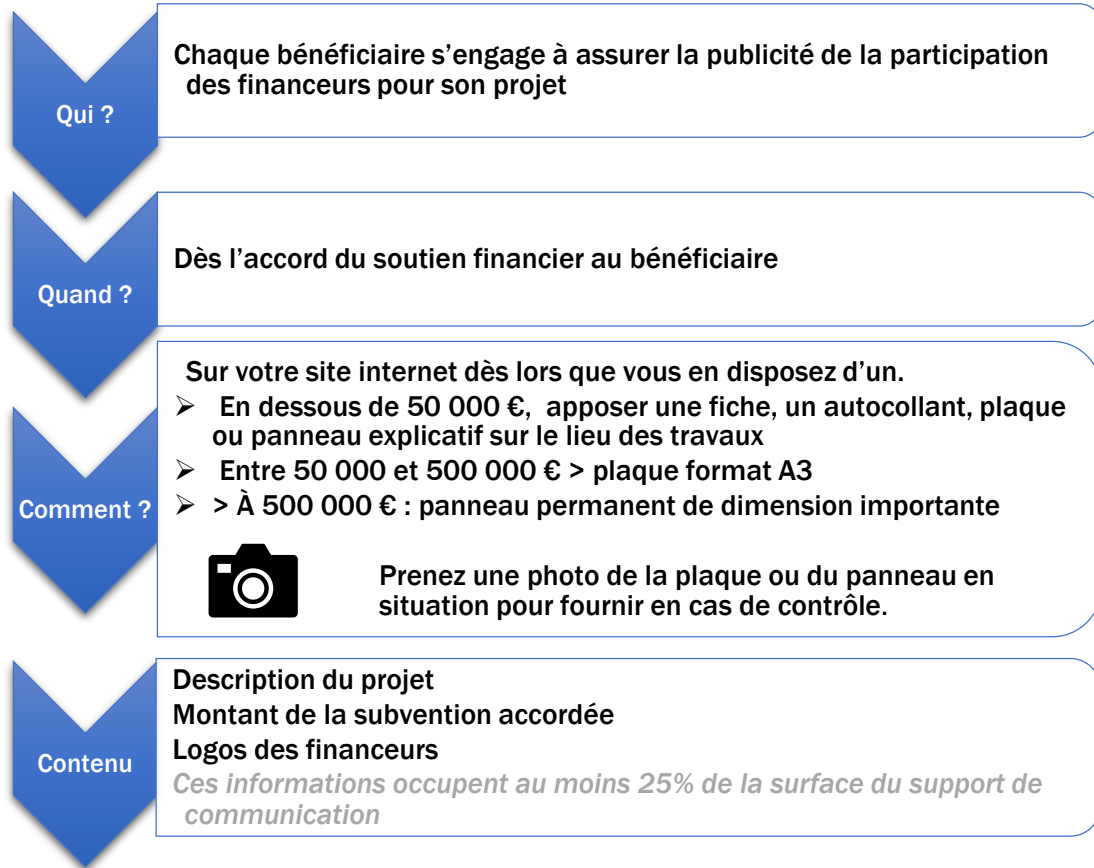 Qui ?
Chaque bénéficiaire s’engage à assurer la publicité de la participation
des financeurs pour son projet
Quand ?
Dès l’accord du soutien financier au bénéficiaire
Comment ?
Sur votre site internet dès lors que vous en disposez d’un.
➢ En dessous de 50 000 €, apposer une fiche, un autocollant, plaque
ou panneau explicatif sur le lieu des travaux
➢ Entre 50 000 et 500 000 € > plaque format A3
➢ > À 500 000 € : panneau permanent de dimension importante
Prenez une photo de la plaque ou du panneau en
situation pour fournir en cas de contrôle.
Contenu
Description du projet
Montant de la subvention accordée
Logos des financeurs
Ces informations occupent au moins 25% de la surface du support de
communication